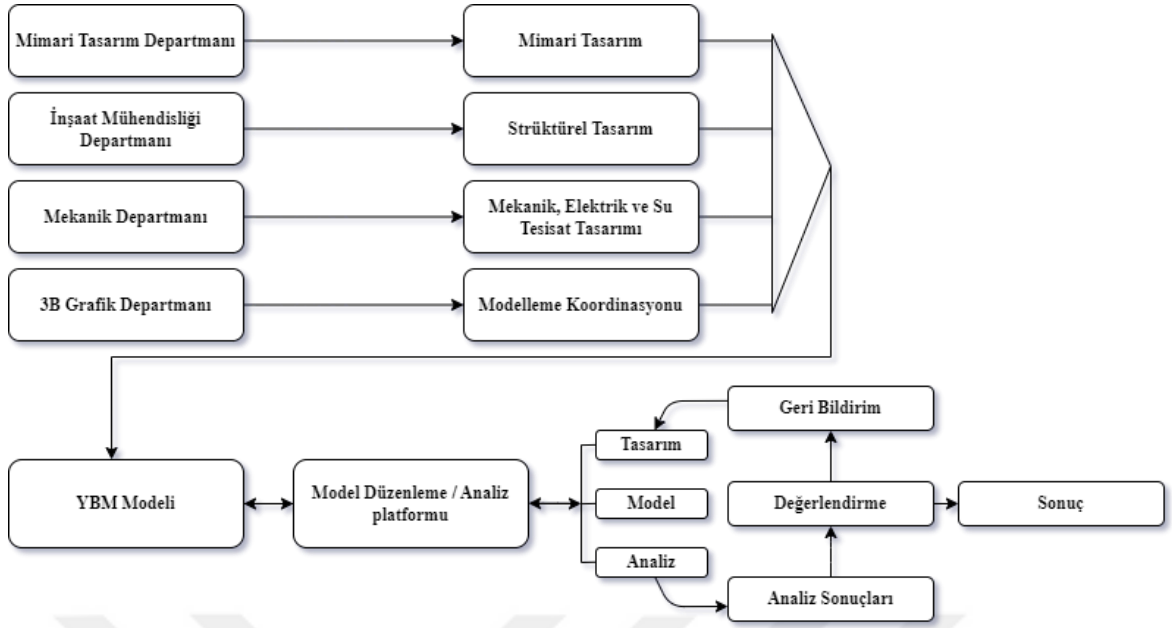 Mimari Tasarım Departmanı
Mimari Tasarım
İnşaat Mühendisliği
Departmanı
Strüktürel Tasarım
Mekanik Departmanı
Mekanik, Elektrik ve Su
Tesisat Tasarımı
3B Grafik Departmanı
Modelleme Koordinasyonu
YBM Modeli
Model Düzenleme / Analiz
platformu
Tasarım
Model
Analiz
Geri Bildirim
Değerlendirme
Analiz Sonuçları
Sonuç